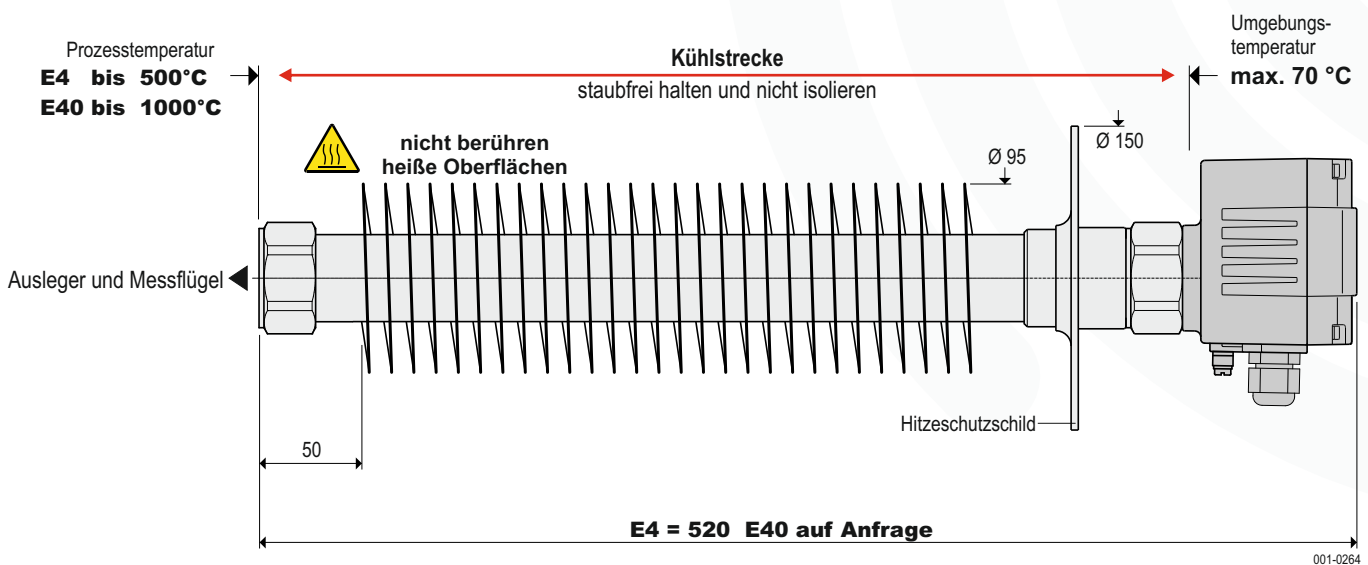 Prozesstemperatur
E4 bis 500°C
E40 bis 1000°C
Kühlstrecke
staubfrei halten und nicht isolieren
Umgebungs-
temperatur
max. 70 °C
nicht berühren
heiße Oberflächen
Ø 95
Ø 150
Ausleger und Messflügel
Hitzeschutzschild
50
E4 = 520 E40 auf Anfrage
001-0264